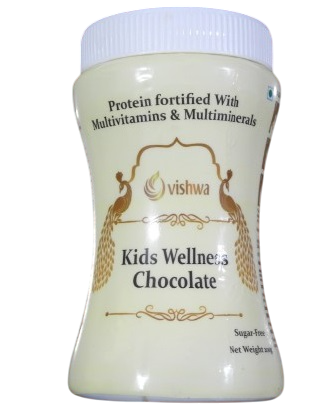 Protein fortified With
Multivitamins & Multiminerals
vishwa
Kids Wellness
Chocolate
Sugar-Free
Net Weight